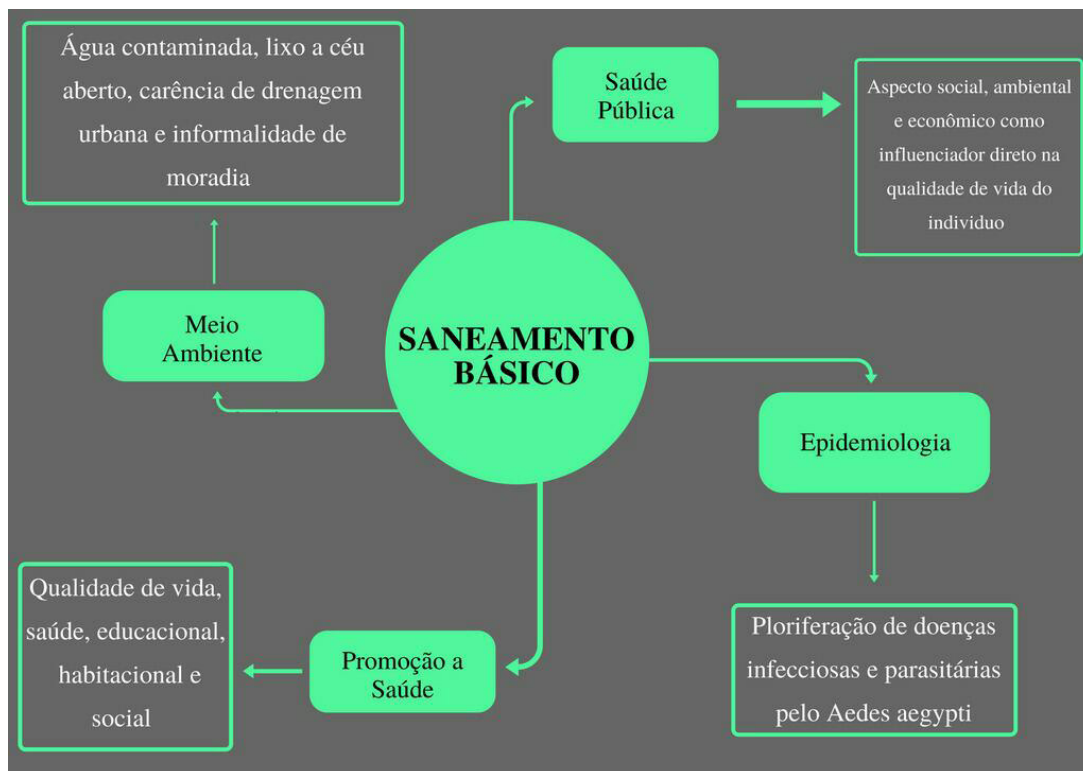 Água contaminada, lixo a céu
aberto, carência de drenagem
urbana e informalidade de
moradia
Saúde
Pública
Aspecto social, ambiental
e econômico como
influenciador direto na
qualidade de vida do
individuo
Meio
Ambiente
SANEAMENTO
BÁSICO
Epidemiologia
Qualidade de vida,
saúde, educacional,
habitacional e
social
Promoção a
Saúde
Ploriferação de doenças
infecciosas e parasitárias
pelo Aedes aegypti